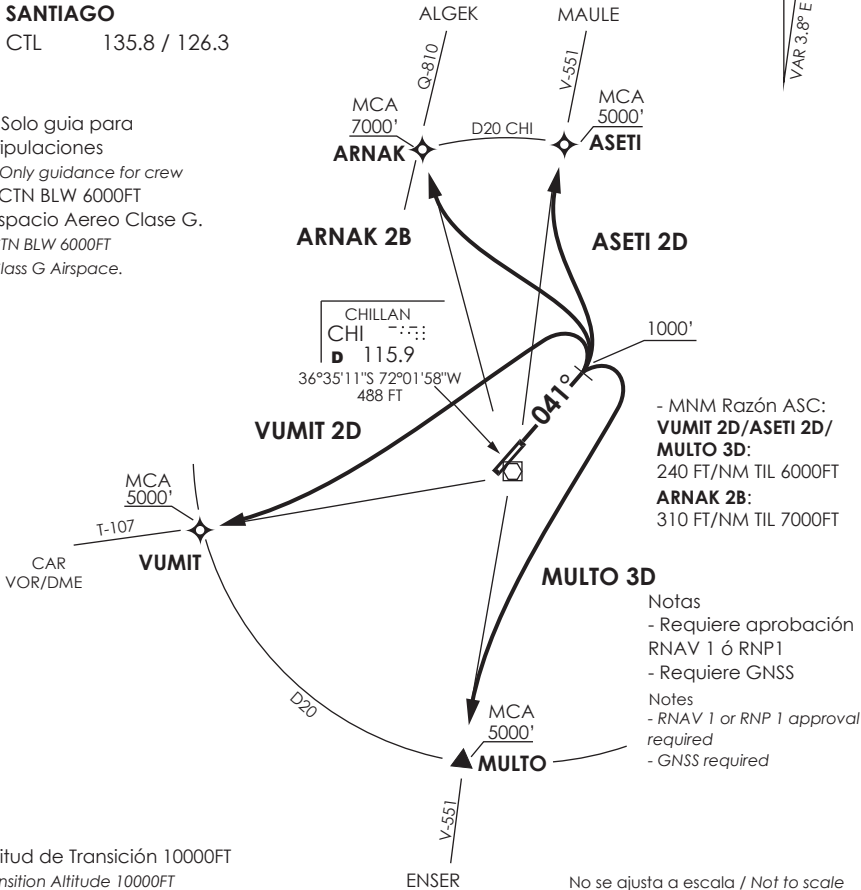 SANTIAGO
CTL 135.8 / 126.3
Solo guia para
ipulaciones
Only guidance for crew
CTN BLW 6000FT
spacio Aereo Clase G.
TN BLW 6000FT
lass G Airspace.
ALGEK
MAULE
VAR 3.8° E
Q-810
V-551
MCA
7000'
ARNAK
D20 CHI
MCA
5000'
ASETI
ARNAK 2B
ASETI 2D
CHILLAN
CHI
D 115.9
36°35'11"S 72°01'58"W
488 FT
1000'
041°
VUMIT 2D
- MNM Razón ASC:
VUMIT 2D/ASETI 2D/
MULTO 3D:
240 FT/NM TIL 6000FT
ARNAK 2B:
310 FT/NM TIL 7000FT
MCA
5000'
T-107
VUMIT
CAR
VOR/DME
MULTO 3D
Notas
- Requiere aprobación
RNAV 1 ó RNP1
- Requiere GNSS
Notes
- RNAV 1 or RNP 1 approval
required
- GNSS required
D20
MCA
5000'
MULTO
V-551
ENSER
itud de Transición 10000FT
nsition Altitude 10000FT
No se ajusta a escala / Not to scale